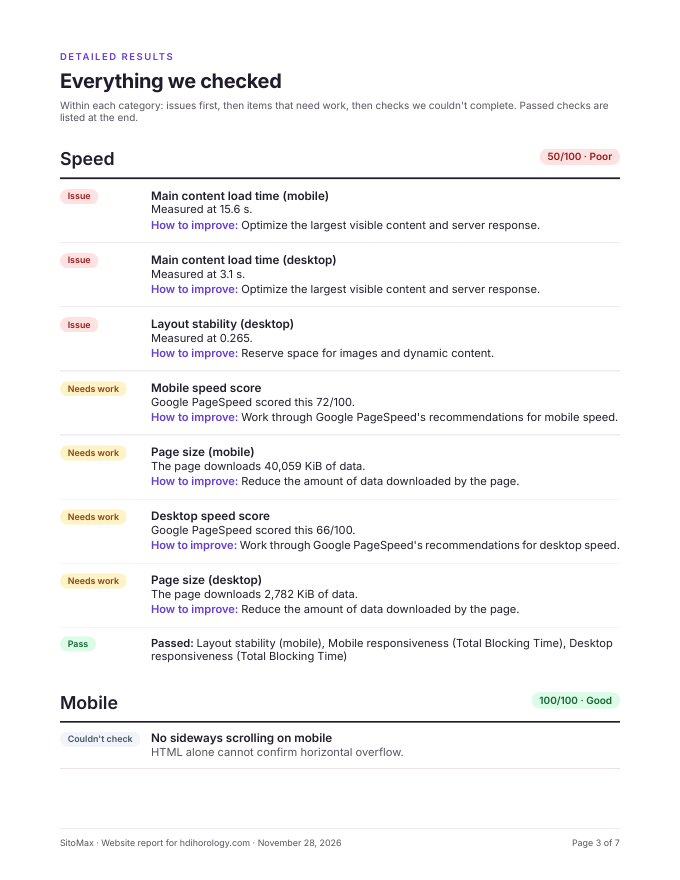 DETAILED RESULTS
Everything we checked
Within each category: issues first, then items that need work, then checks we couldn't complete. Passed checks are
listed at the end.
Speed
50/100 · Poor
Issue
Main content load time (mobile)
Measured at 15.6 s.
How to improve: Optimize the largest visible content and server response.
Issue
Main content load time (desktop)
Measured at 3.1 s.
How to improve: Optimize the largest visible content and server response.
Issue
Layout stability (desktop)
Measured at 0.265.
How to improve: Reserve space for images and dynamic content.
Needs work
Mobile speed score
Google PageSpeed scored this 72/100.
How to improve: Work through Google PageSpeed's recommendations for mobile speed.
Needs work
Page size (mobile)
The page downloads 40,059 KiB of data.
How to improve: Reduce the amount of data downloaded by the page.
Needs work
Desktop speed score
Google PageSpeed scored this 66/100.
How to improve: Work through Google PageSpeed's recommendations for desktop speed.
Needs work
Page size (desktop)
The page downloads 2,782 KiB of data.
How to improve: Reduce the amount of data downloaded by the page.
Pass
Passed: Layout stability (mobile), Mobile responsiveness (Total Blocking Time), Desktop
responsiveness (Total Blocking Time)
Mobile
100/100 · Good
Couldn't check
No sideways scrolling on mobile
HTML alone cannot confirm horizontal overflow.
SitoMax · Website report for hdihorology.com · November 28, 2026
Page 3 of 7